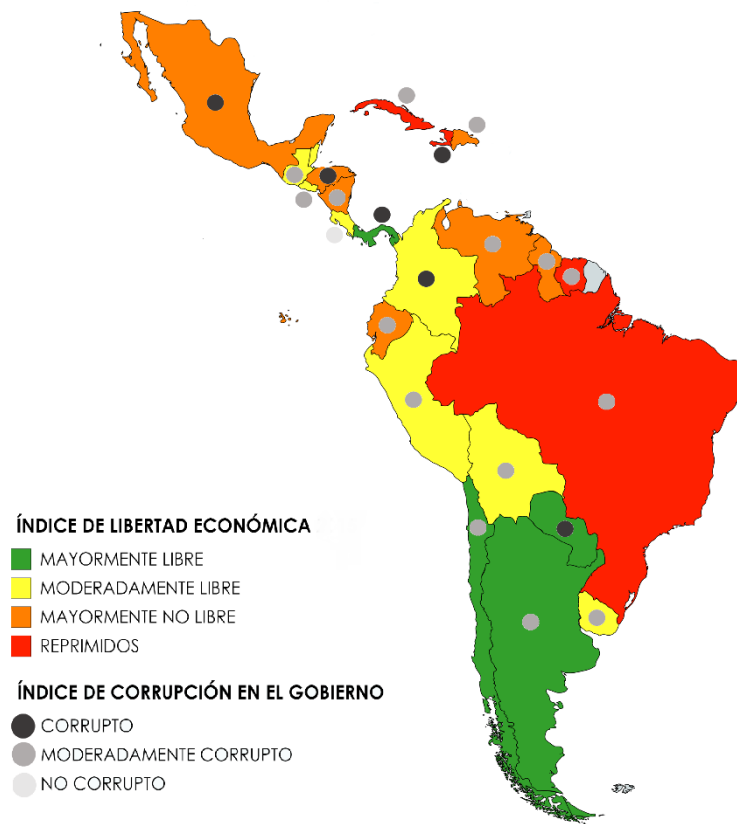 ÍNDICE DE LIBERTAD ECONÓMICA
MAYORMENTE LIBRE
MODERADAMENTE LIBRE
MAYORMENTE NO LIBRE
REPRIMIDOS
ÍNDICE DE CORRUPCIÓN EN EL GOBIERNO
CORRUPTO
MODERADAMENTE CORRUPTO
NO CORRUPTO